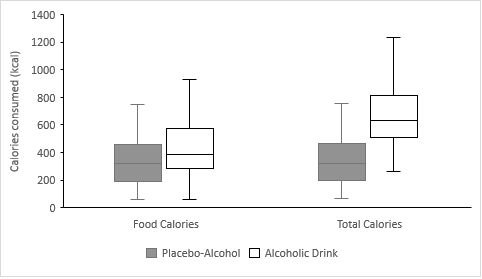 1400
1200
1000
800
600
400
200
0
Calories consumed (kcal)
Food Calories
Total Calories
Placebo-Alcohol
Alcoholic Drink